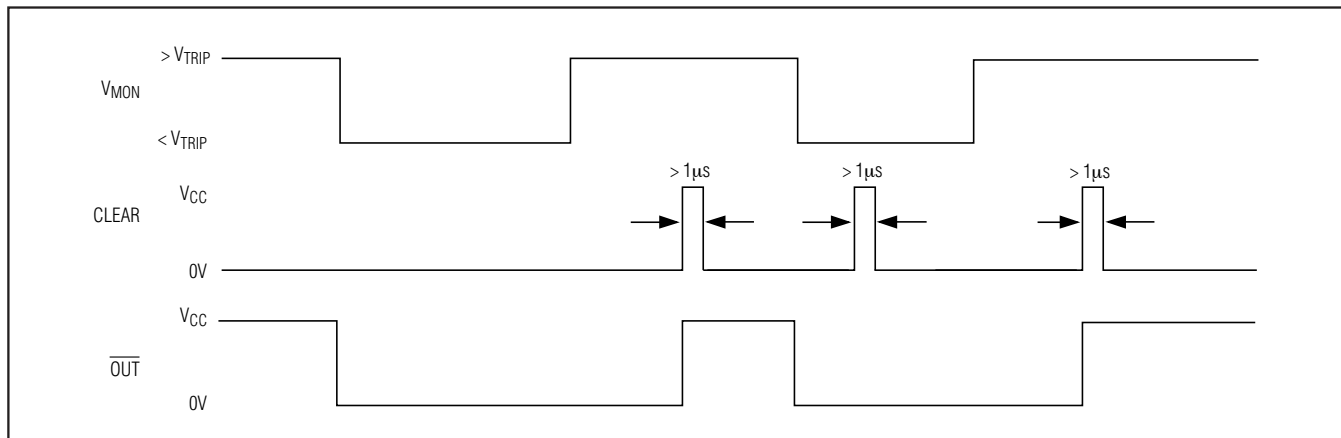 > VTRIP
VMON
< VTRIP
> 1μs > 1μs > 1μs
VCC
CLEAR
0V
VCC
OUT
0V